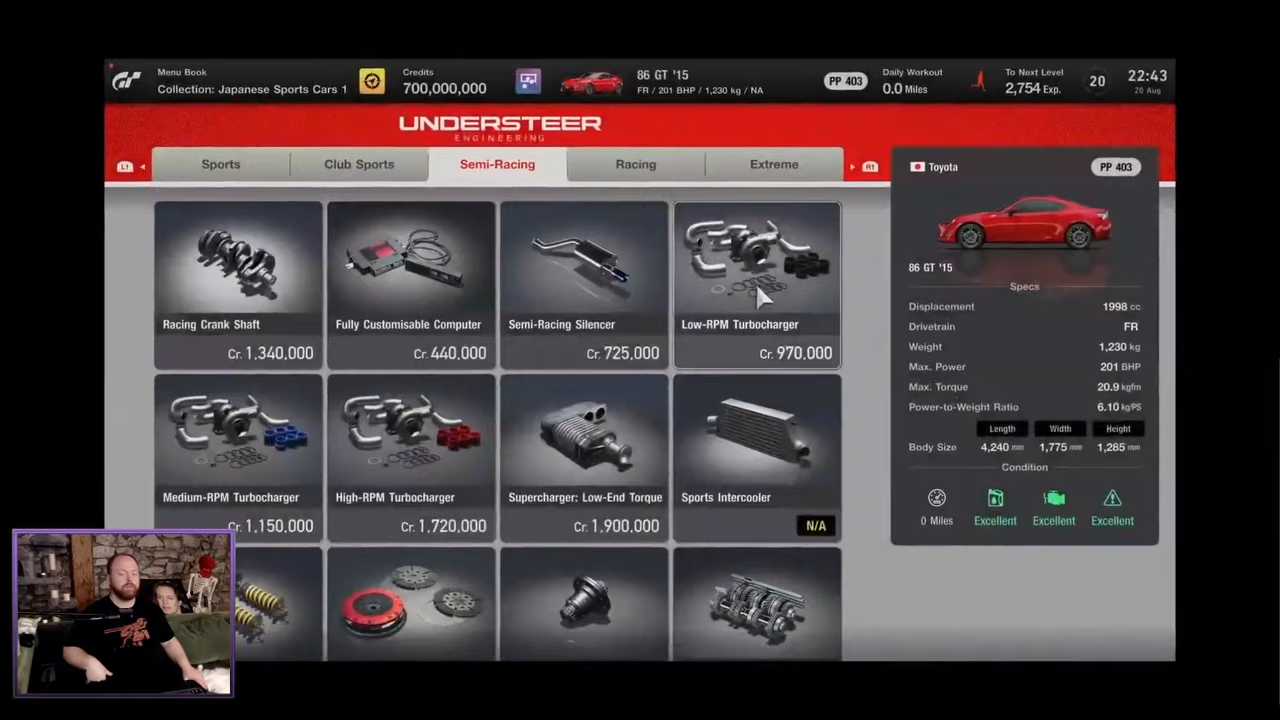 Menu Book
Collection: Japanese Sports Cars 1
Credits
700,000,000
86 GT '15
FR / 201 BHP / 1,230 kg / NA
PP 403
Daily Workout
0.0 Miles
To Next Level
2,754 Exp.
20
22:43
20 Aug
UNDERSTEER
ENGINEERING
L1
Sports
Club Sports
Semi-Racing
Racing
Extreme
R1
Racing Crank Shaft
Cr. 1,340,000
Fully Customisable Computer
Cr. 440,000
Semi-Racing Silencer
Cr. 725,000
Low-RPM Turbocharger
Cr. 970,000
Medium-RPM Turbocharger
Cr. 1,150,000
High-RPM Turbocharger
Cr. 1,720,000
Supercharger: Low-End Torque
Cr. 1,900,000
Sports Intercooler
N/A
Toyota
PP 403
86 GT '15
Specs
Displacement 1998 cc
Drivetrain FR
Weight 1,230 kg
Max. Power 201 BHP
Max. Torque 20.9 kgfm
Power-to-Weight Ratio 6.10 kg/PS
Length Width Height
Body Size 4,240 mm 1,775 mm 1,285 mm
Condition
0 Miles Excellent Excellent Excellent